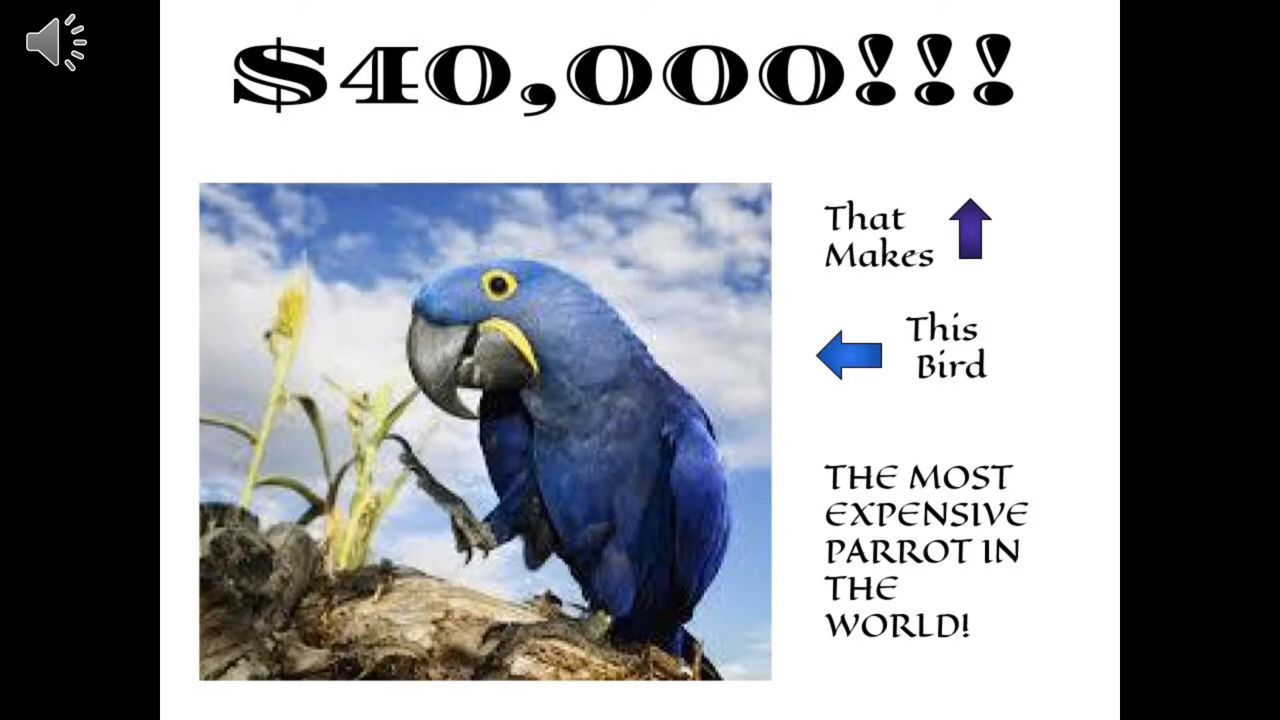 $40,000!!!
That
Makes
This
Bird
THE MOST
EXPENSIVE
PARROT IN
THE
WORLD!